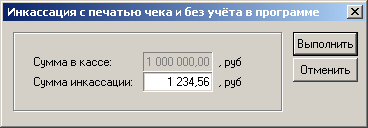 Инкассация с печатью чека и без учёта в программе
Сумма в кассе: 1 000 000,00 , руб
Выполнить
Сумма инкассации: 1 234,56 , руб
Отменить